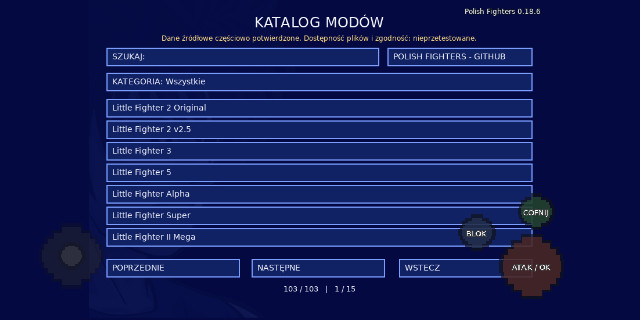 Polish Fighters 0.18.6
KATALOG MODÓW
Dane źródłowe częściowo potwierdzone. Dostępność plików i zgodność: nieprzetestowane.
SZUKAJ:
POLISH FIGHTERS - GITHUB
KATEGORIA: Wszystkie
Little Fighter 2 Original
Little Fighter 2 v2.5
Little Fighter 3
Little Fighter 5
Little Fighter Alpha
Little Fighter Super
Little Fighter II Mega
COFNIJ
BLOK
ATAK / OK
POPRZEDNIE
NASTĘPNE
WSTECZ
103 / 103 | 1 / 15